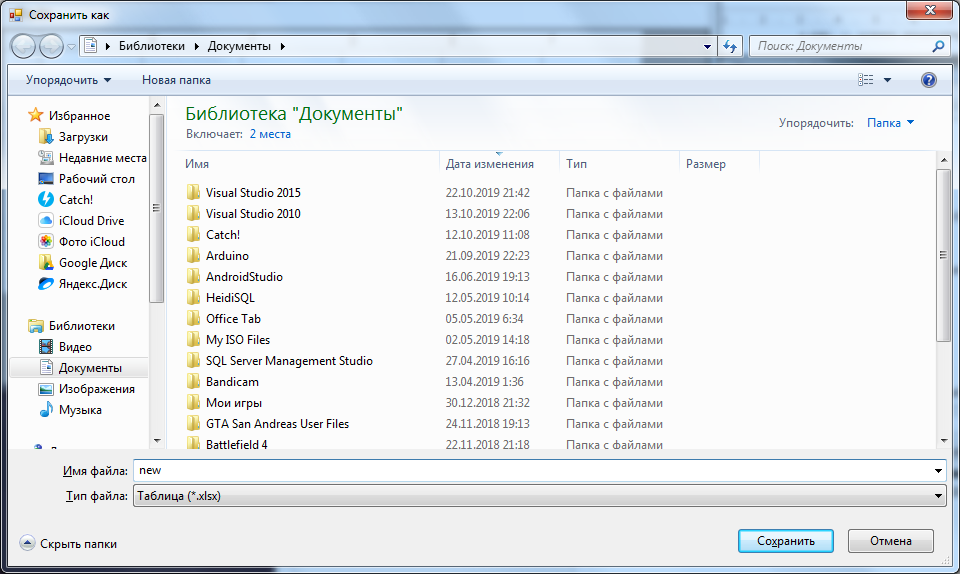 Сохранить как
Библиотеки
Документы
Поиск: Документы
Упорядочить
Новая папка
Избранное
Загрузки
Недавние места
Рабочий стол
Catch!
iCloud Drive
Фото iCloud
Google Диск
Яндекс.Диск
Библиотеки
Видео
Документы
Изображения
Музыка
Библиотека "Документы"
Включает: 2 места
Упорядочить: Папка
Имя Дата изменения Тип Размер
Visual Studio 2015 22.10.2019 21:42 Папка с файлами
Visual Studio 2010 13.10.2019 22:06 Папка с файлами
Catch! 12.10.2019 11:08 Папка с файлами
Arduino 21.09.2019 22:23 Папка с файлами
AndroidStudio 16.06.2019 19:13 Папка с файлами
HeidiSQL 12.05.2019 10:14 Папка с файлами
Office Tab 05.05.2019 6:34 Папка с файлами
My ISO Files 02.05.2019 14:18 Папка с файлами
SQL Server Management Studio 27.04.2019 16:16 Папка с файлами
Bandicam 13.04.2019 1:36 Папка с файлами
Мои игры 30.12.2018 21:32 Папка с файлами
GTA San Andreas User Files 24.11.2018 19:13 Папка с файлами
Battlefield 4 22.11.2018 21:18 Папка с файлами
Имя файла: new
Тип файла: Таблица (*.xlsx)
Скрыть папки
Сохранить
Отмена